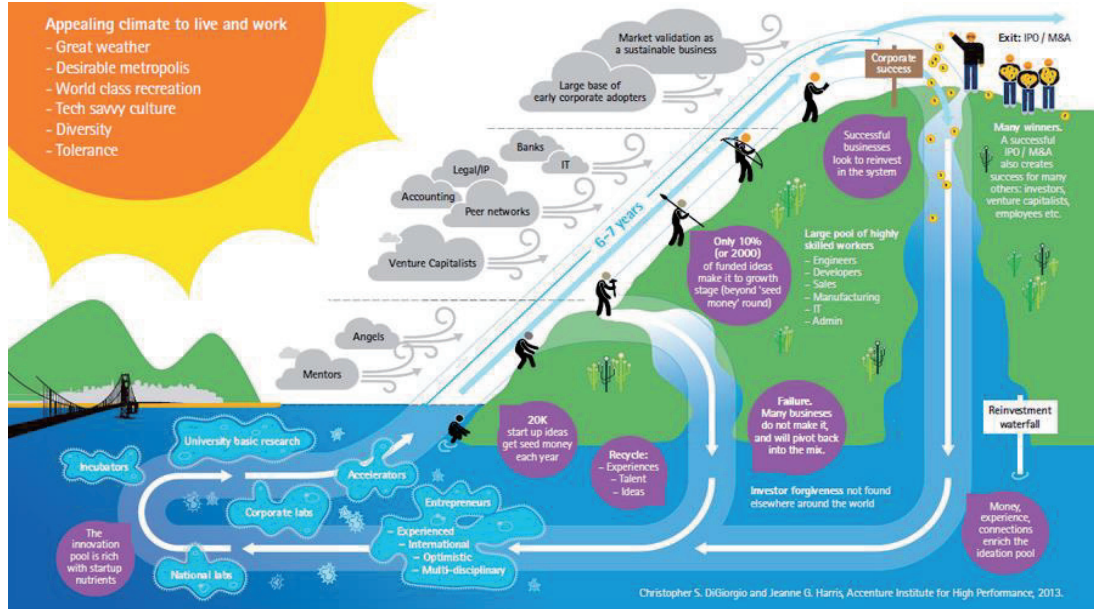 Appealing climate to live and work
– Great weather
– Desirable metropolis
– World class recreation
– Tech savvy culture
– Diversity
– Tolerance
Market validation as
a sustainable business
Large base of
early corporate adopters
Banks
IT
Legal/IP
Accounting
Peer networks
Venture Capitalists
Angels
Mentors
6–7 years
Corporate
success
Exit: IPO / M&A
Successful
businesses
look to reinvest
in the system
Many winners.
A successful
IPO / M&A
also creates
success for many
others: investors,
venture capitalists,
employees etc.
Only 10%
(or 2000)
of funded ideas
make it to growth
stage (beyond 'seed
money' round)
Large pool of highly
skilled workers
– Engineers
– Developers
– Sales
– Manufacturing
– IT
– Admin
20K
start up ideas
get seed money
each year
Recycle:
– Experiences
– Talent
– Ideas
Failure.
Many busineses
do not make it,
and will pivot back
into the mix.
Investor forgiveness not found
elsewhere around the world
Reinvestment
waterfall
Money,
experience,
connections
enrich the
ideation pool
University basic research
Incubators
Accelerators
Corporate labs
Entrepreneurs
– Experienced
– International
– Optimistic
– Multi-disciplinary
National labs
The
innovation
pool is rich
with startup
nutrients
Christopher S. DiGiorgio and Jeanne G. Harris, Accenture Institute for High Performance, 2013.